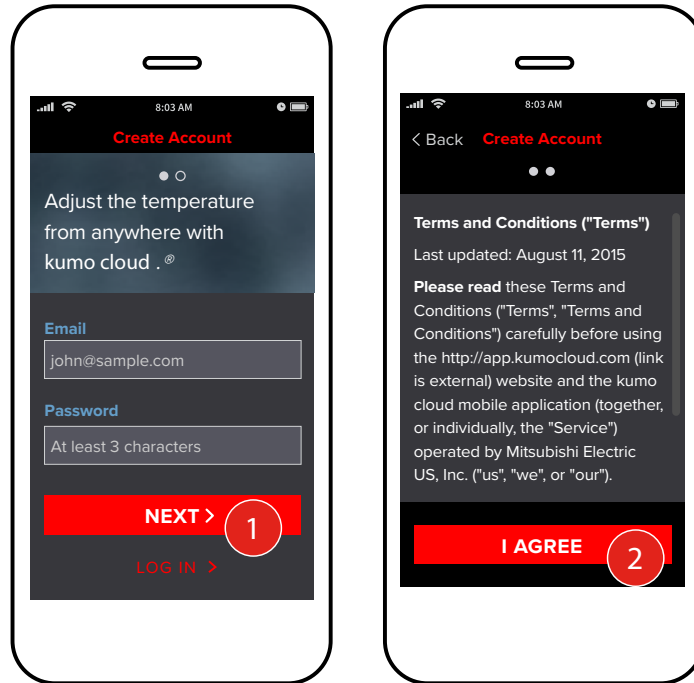 8:03 AM
Create Account
Adjust the temperature
from anywhere with
kumo cloud . ®
Email
john@sample.com
Password
At least 3 characters
NEXT >
1
LOG IN >
8:03 AM
< Back Create Account
Terms and Conditions ("Terms")
Last updated: August 11, 2015
Please read these Terms and
Conditions ("Terms", "Terms and
Conditions") carefully before using
the http://app.kumocloud.com (link
is external) website and the kumo
cloud mobile application (together,
or individually, the "Service")
operated by Mitsubishi Electric
US, Inc. ("us", "we", or "our").
I AGREE
2